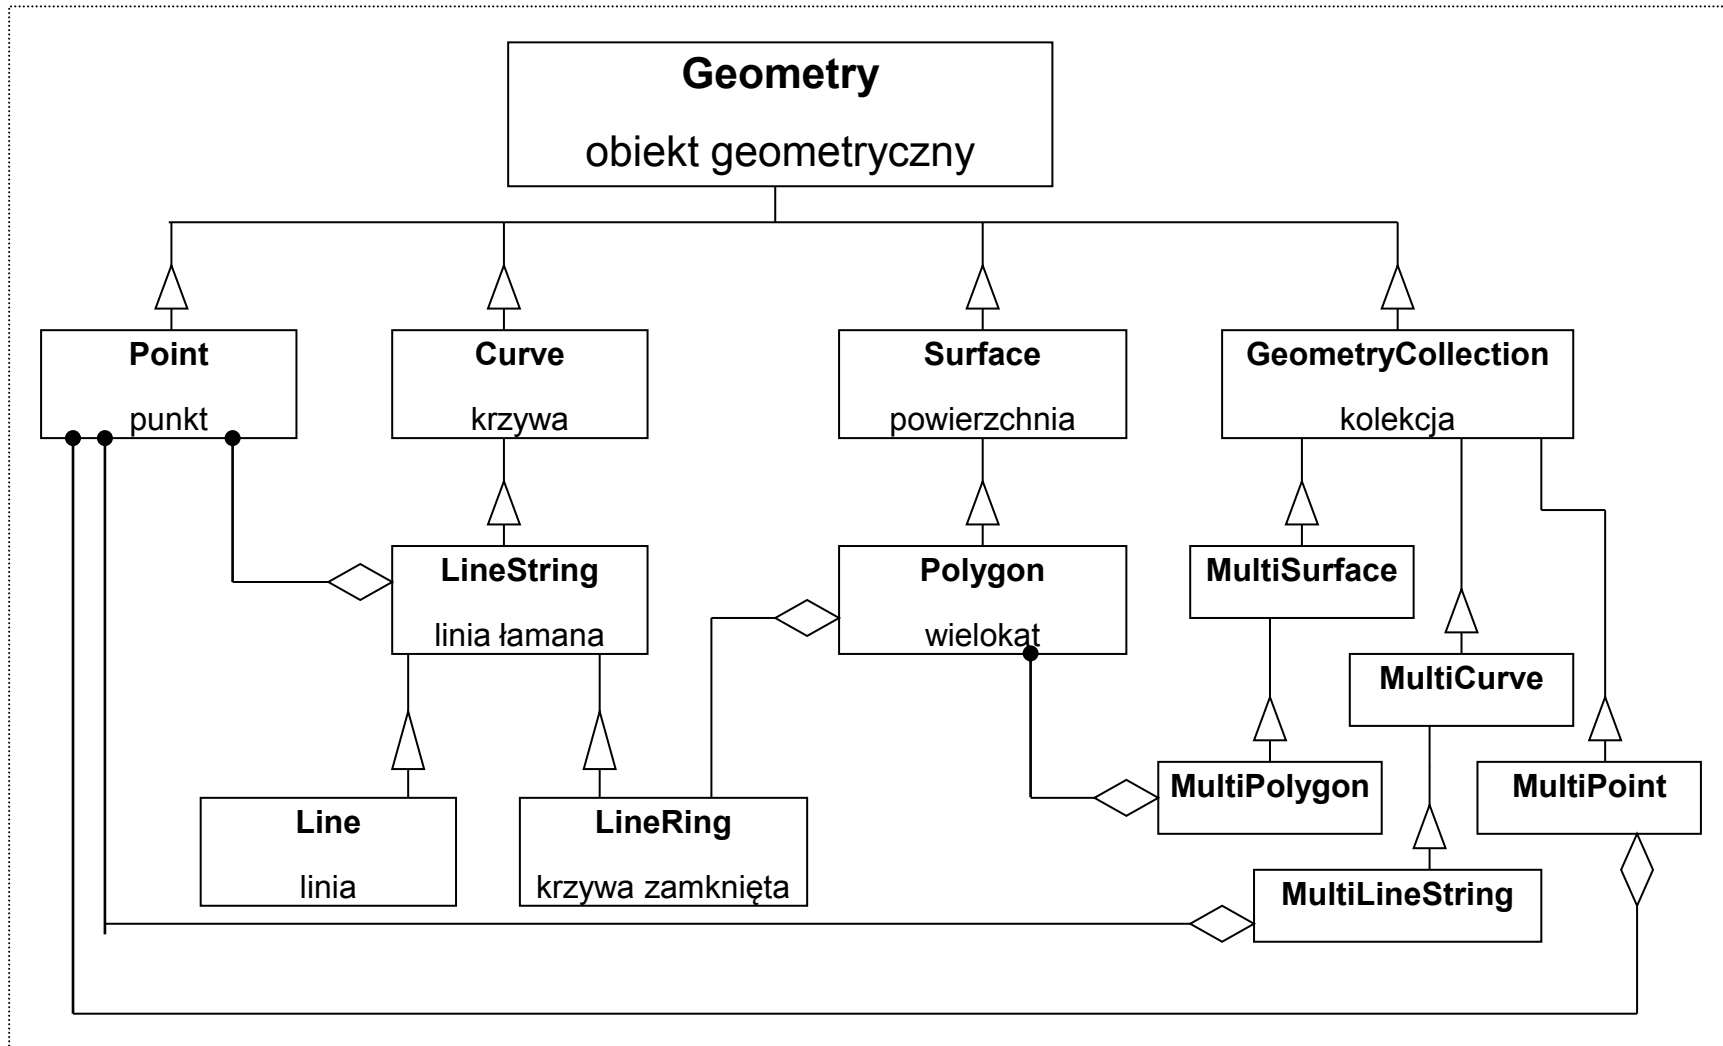 Geometry
obiekt geometryczny
Point
punkt
Curve
krzywa
Surface
powierzchnia
GeometryCollection
kolekcja
LineString
linia łamana
Polygon
wielokąt
MultiSurface
MultiCurve
MultiPolygon
MultiPoint
Line
linia
LineRing
krzywa zamknięta
MultiLineString